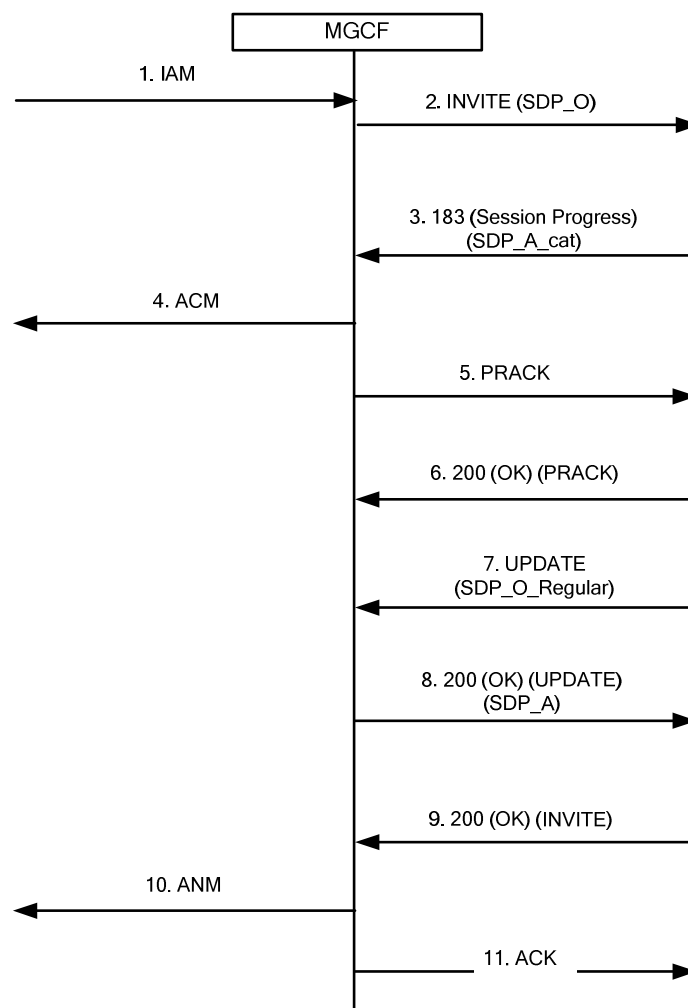 MGCF
1. IAM
2. INVITE (SDP_O)
3. 183 (Session Progress)
(SDP_A_cat)
4. ACM
5. PRACK
6. 200 (OK) (PRACK)
7. UPDATE
(SDP_O_Regular)
8. 200 (OK) (UPDATE)
(SDP_A)
9. 200 (OK) (INVITE)
10. ANM
11. ACK